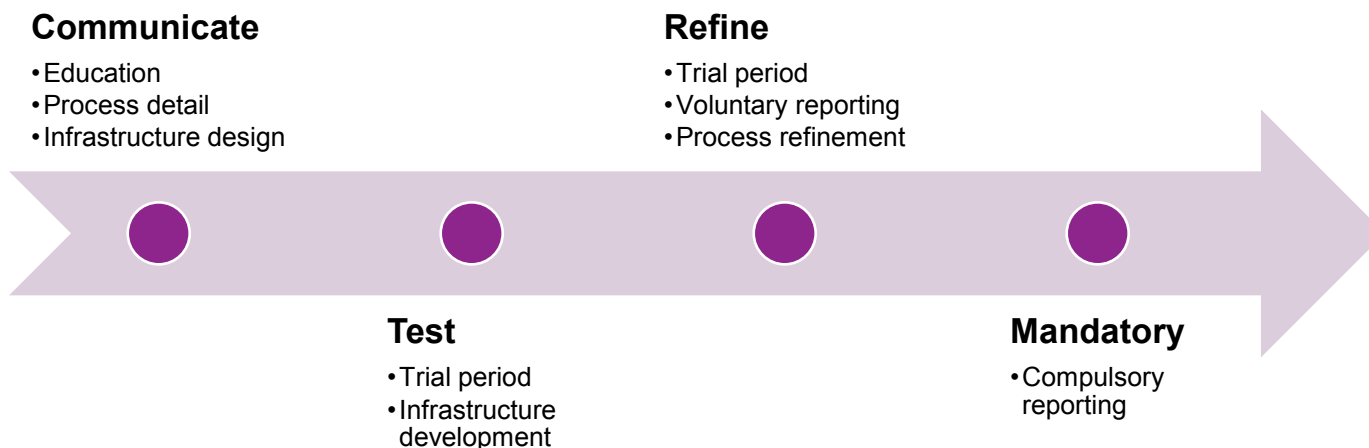 Communicate
•Education
•Process detail
•Infrastructure design
Refine
•Trial period
•Voluntary reporting
•Process refinement
Test
•Trial period
•Infrastructure
development
Mandatory
•Compulsory
reporting